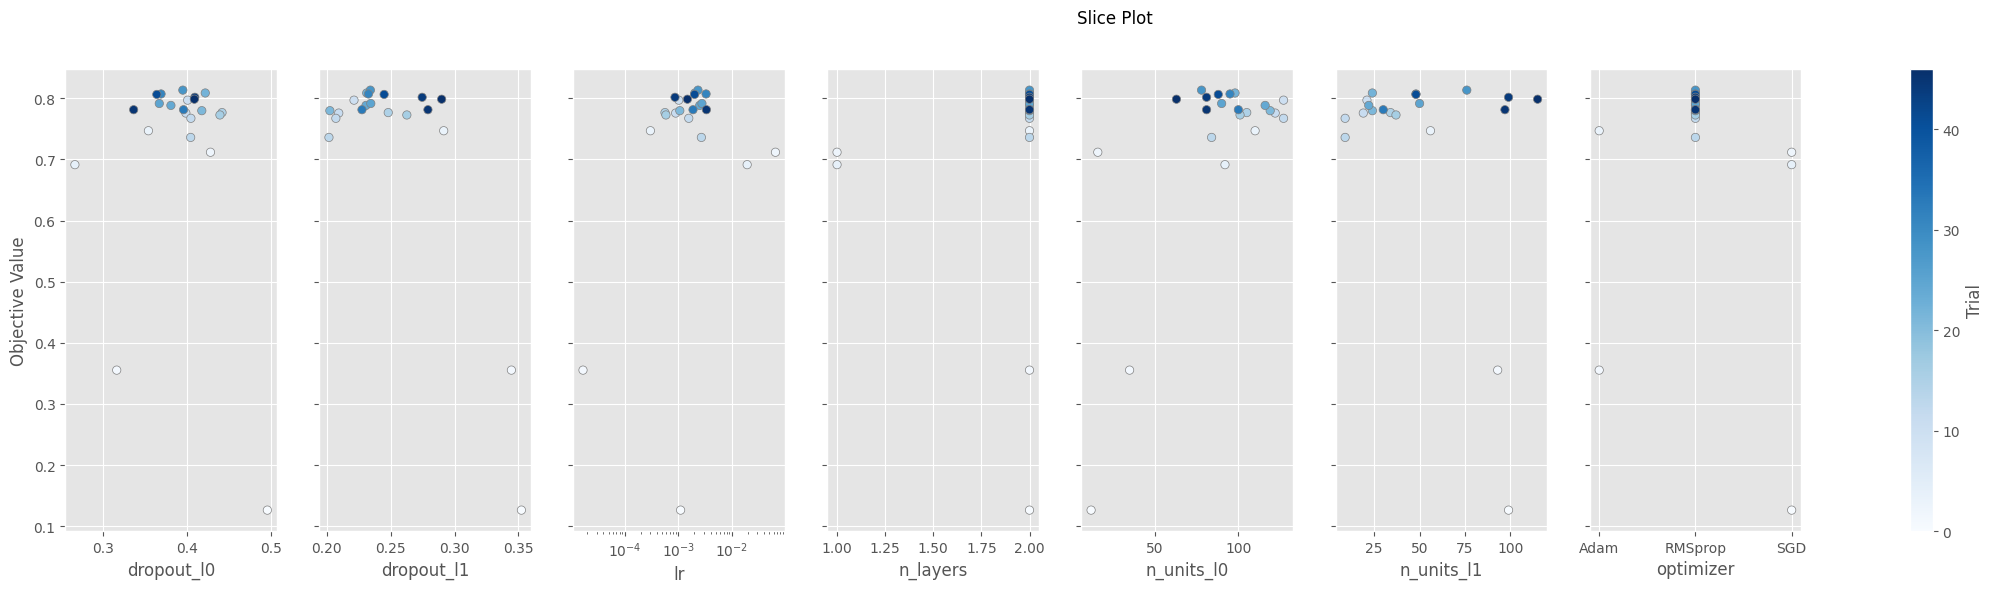 Slice Plot
Objective Value
0.8
0.7
0.6
0.5
0.4
0.3
0.2
0.1
0.3 0.4 0.5
dropout_l0
0.20 0.25 0.30 0.35
dropout_l1
10⁻⁴ 10⁻³ 10⁻²
lr
1.00 1.25 1.50 1.75 2.00
n_layers
50 100
n_units_l0
25 50 75 100
n_units_l1
Adam RMSprop SGD
optimizer
40
30
20
10
0
Trial